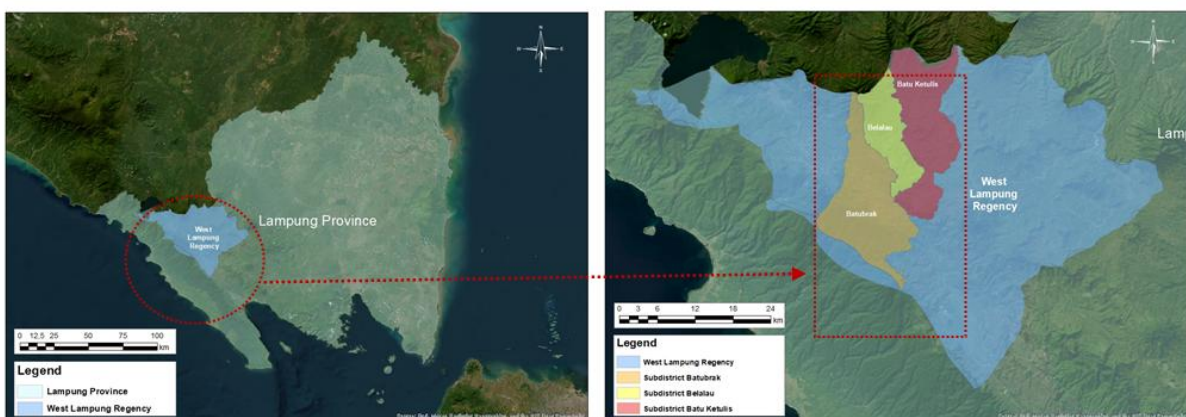 N
W E
S
Lampung Province
West
Lampung
Regency
0 12,5 25 50 75 100
km
Legend
Lampung Province
West Lampung Regency
N
W E
S
Batu Ketulis
Belalau
Lamp
West
Lampung
Regency
Batubrak
0 3 6 12 18 24
km
Legend
West Lampung Regency
Subdistrict Batubrak
Subdistrict Belalau
Subdistrict Batu Ketulis